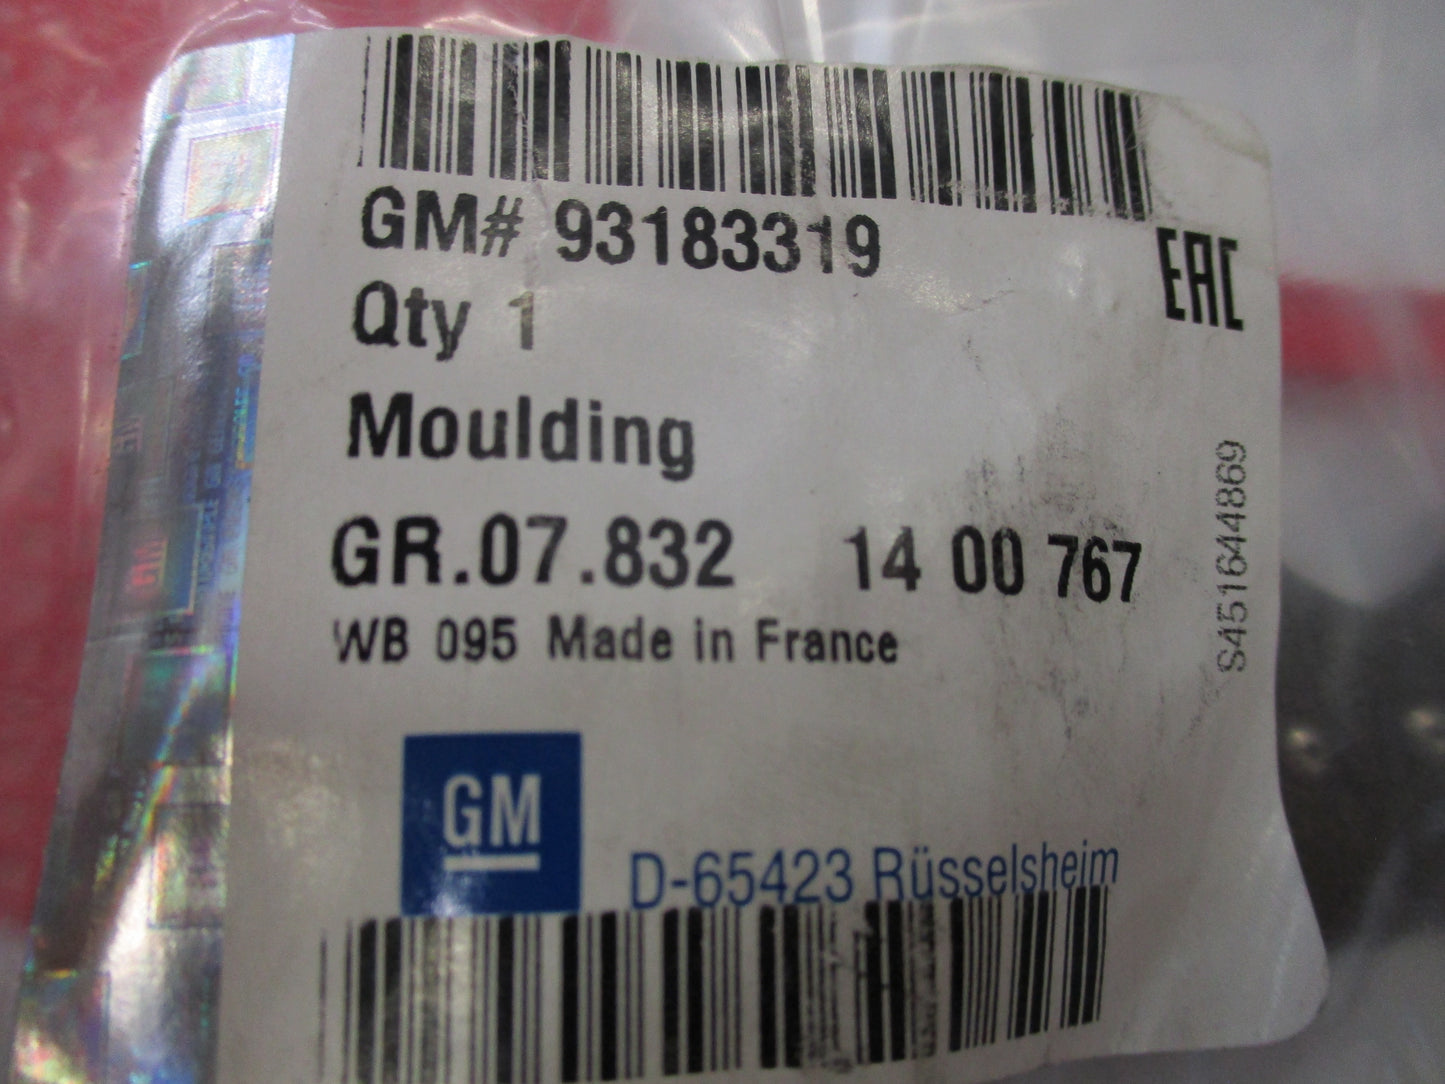 GM# 93183319
EAC
Qty 1
Moulding
GR.07.832 14 00 767
WB 095 Made in France
S451644869
GM
D-65423 Rüsselsheim
GM